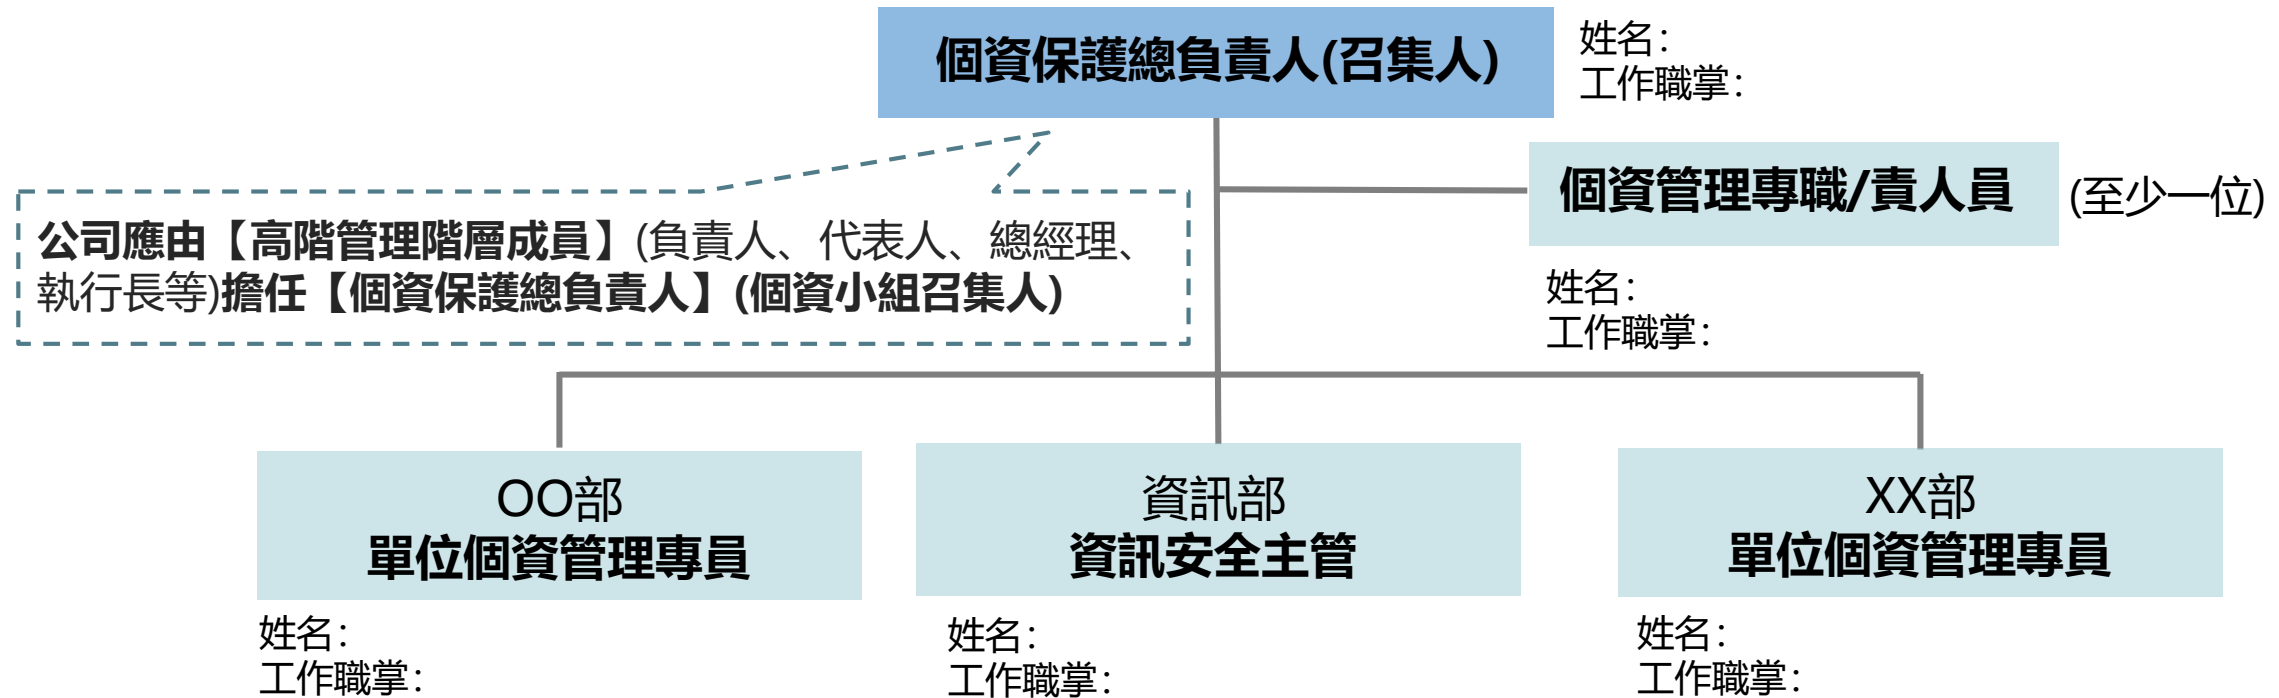 個資保護總負責人(召集人)
姓名：
工作職掌：
個資管理專職/責人員
(至少一位)
姓名：
工作職掌：
公司應由【高階管理階層成員】(負責人、代表人、總經理、
執行長等)擔任【個資保護總負責人】(個資小組召集人)
OO部
單位個資管理專員
姓名：
工作職掌：
資訊部
資訊安全主管
姓名：
工作職掌：
XX部
單位個資管理專員
姓名：
工作職掌：